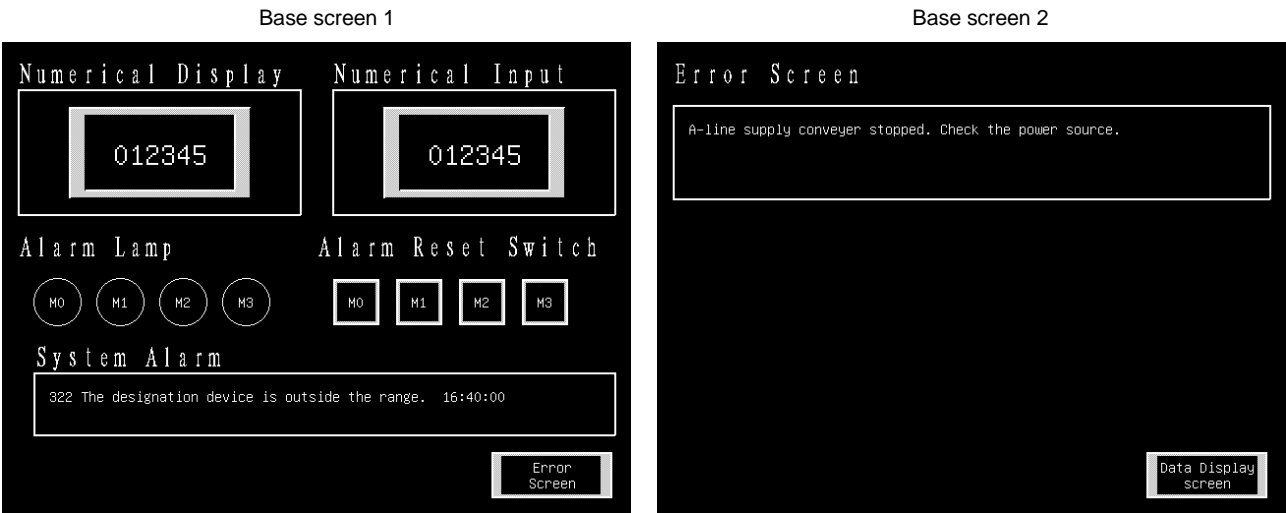 Base screen 1
Numerical Display
Numerical Input
012345
012345
Alarm Lamp
Alarm Reset Switch
M0 M1 M2 M3
M0 M1 M2 M3
System Alarm
322 The designation device is outside the range. 16:40:00
Error
Screen
Base screen 2
Error Screen
A-line supply conveyer stopped. Check the power source.
Data Display
screen